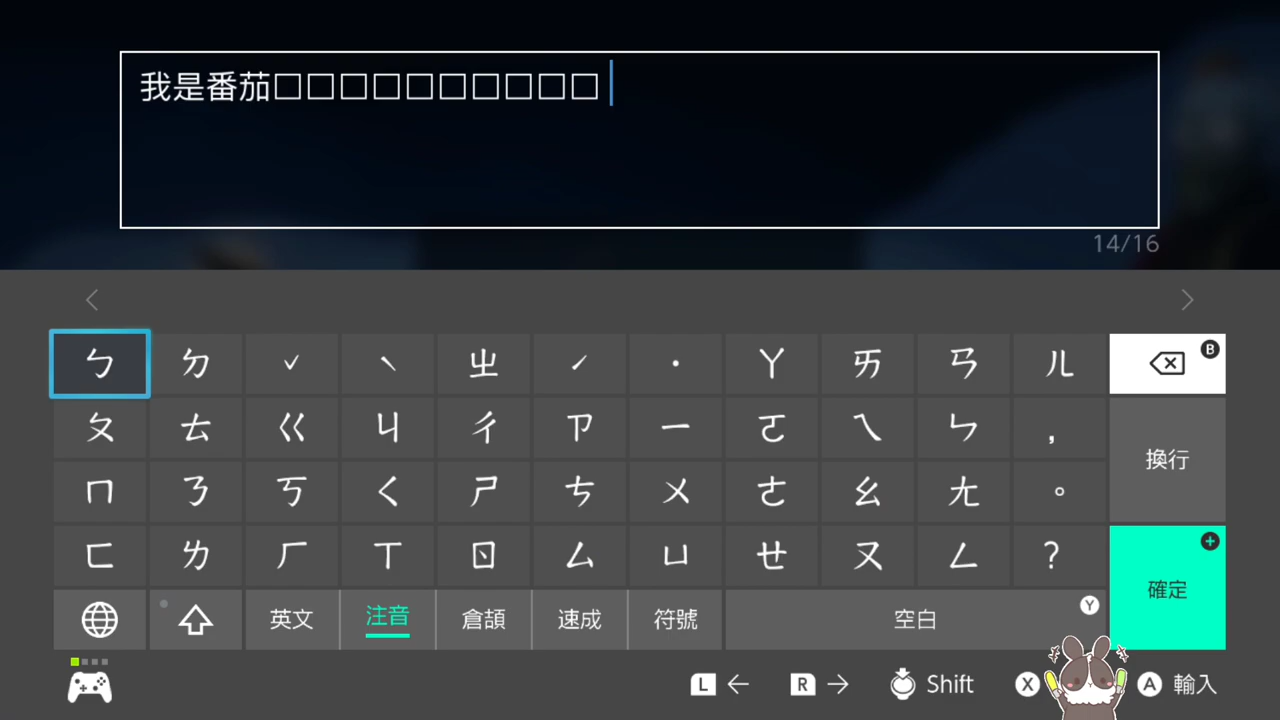 我是番茄□□□□□□□□□□
14/16
ㄅ ㄉ ˇ ˋ ㄓ ˊ ˙ ㄚ ㄞ ㄢ ㄦ B
ㄆ ㄊ ㄍ ㄐ ㄔ ㄗ ㄧ ㄛ ㄟ ㄣ , 換行
ㄇ ㄋ ㄎ ㄑ ㄕ ㄘ ㄨ ㄜ ㄠ ㄤ 。
ㄈ ㄌ ㄏ ㄒ ㄖ ㄙ ㄩ ㄝ ㄡ ㄥ ? 確定
英文 注音 倉頡 速成 符號 空白 Y
L ← R → Shift X A 輸入